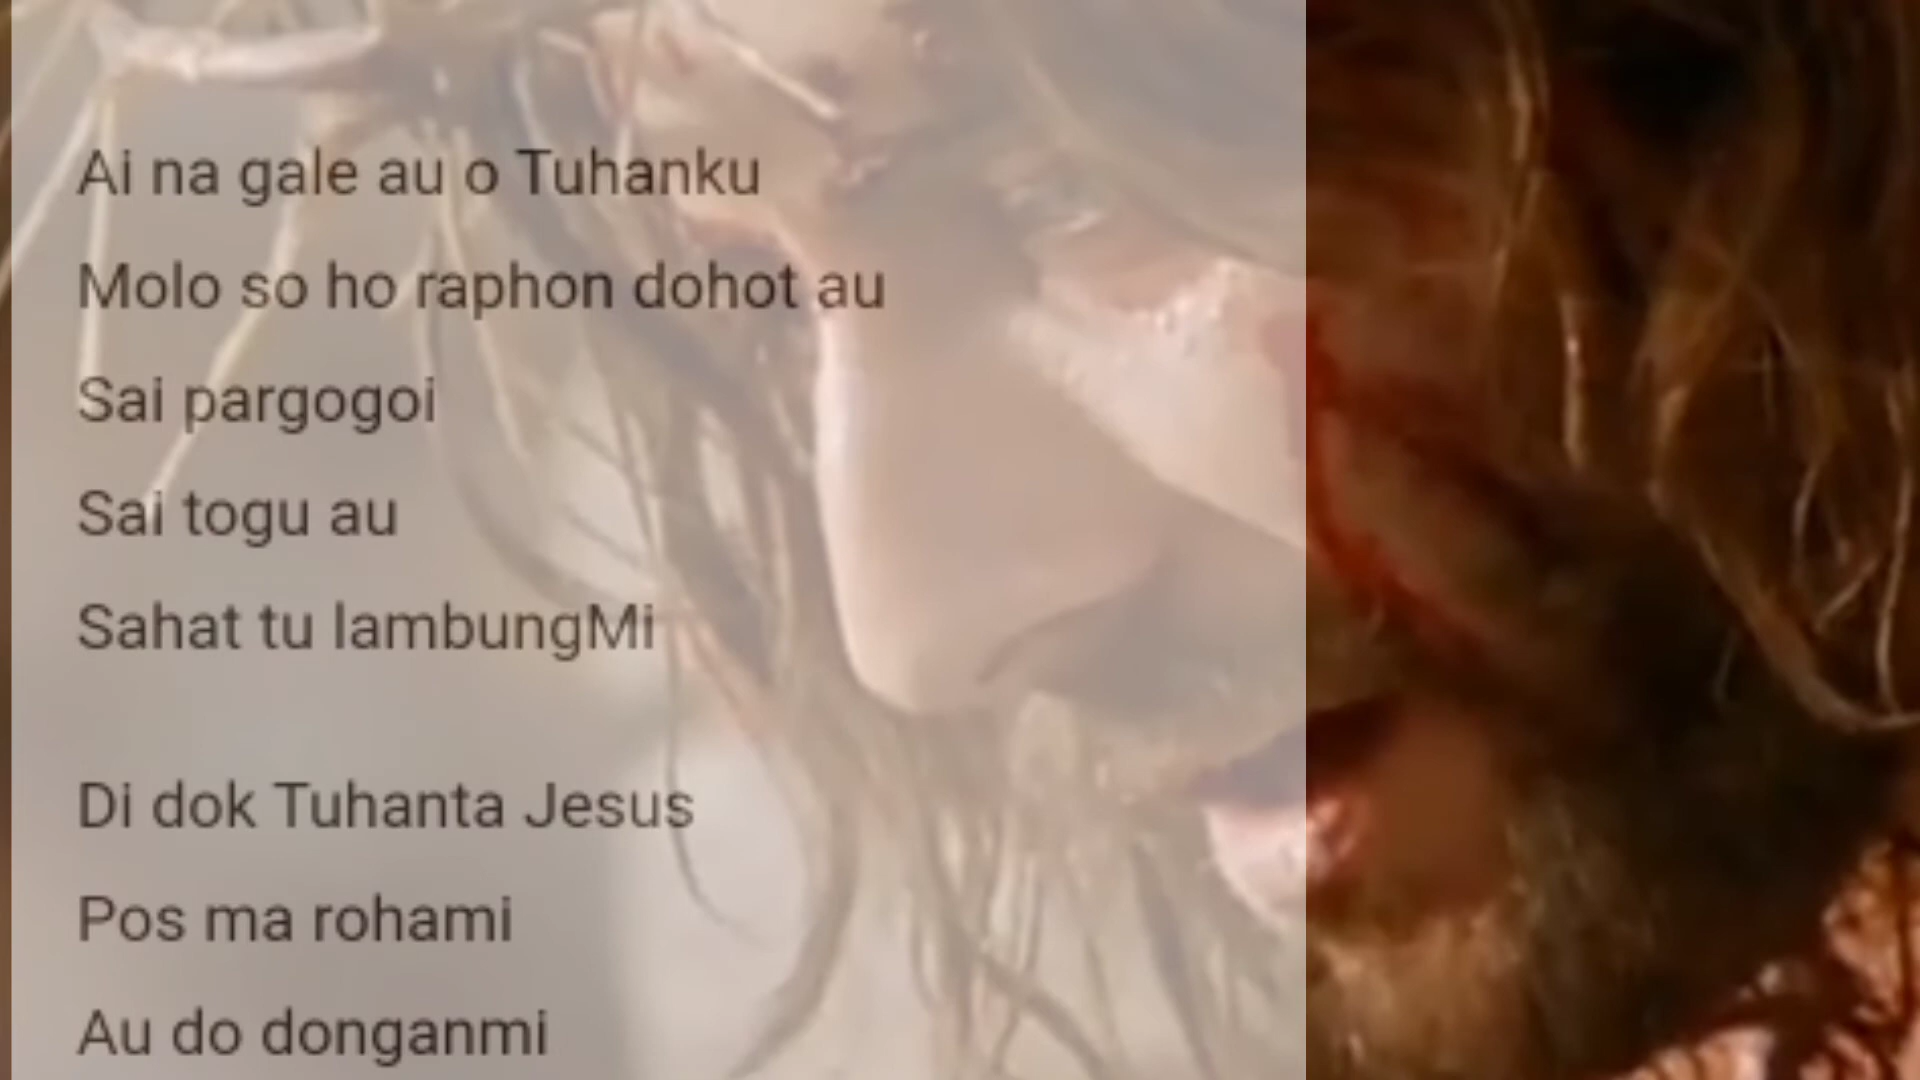 Ai na gale au o Tuhanku
Molo so ho raphon dohot au
Sai pargogoi
Sai togu au
Sahat tu lambungMi
Di dok Tuhanta Jesus
Pos ma rohami
Au do donganmi